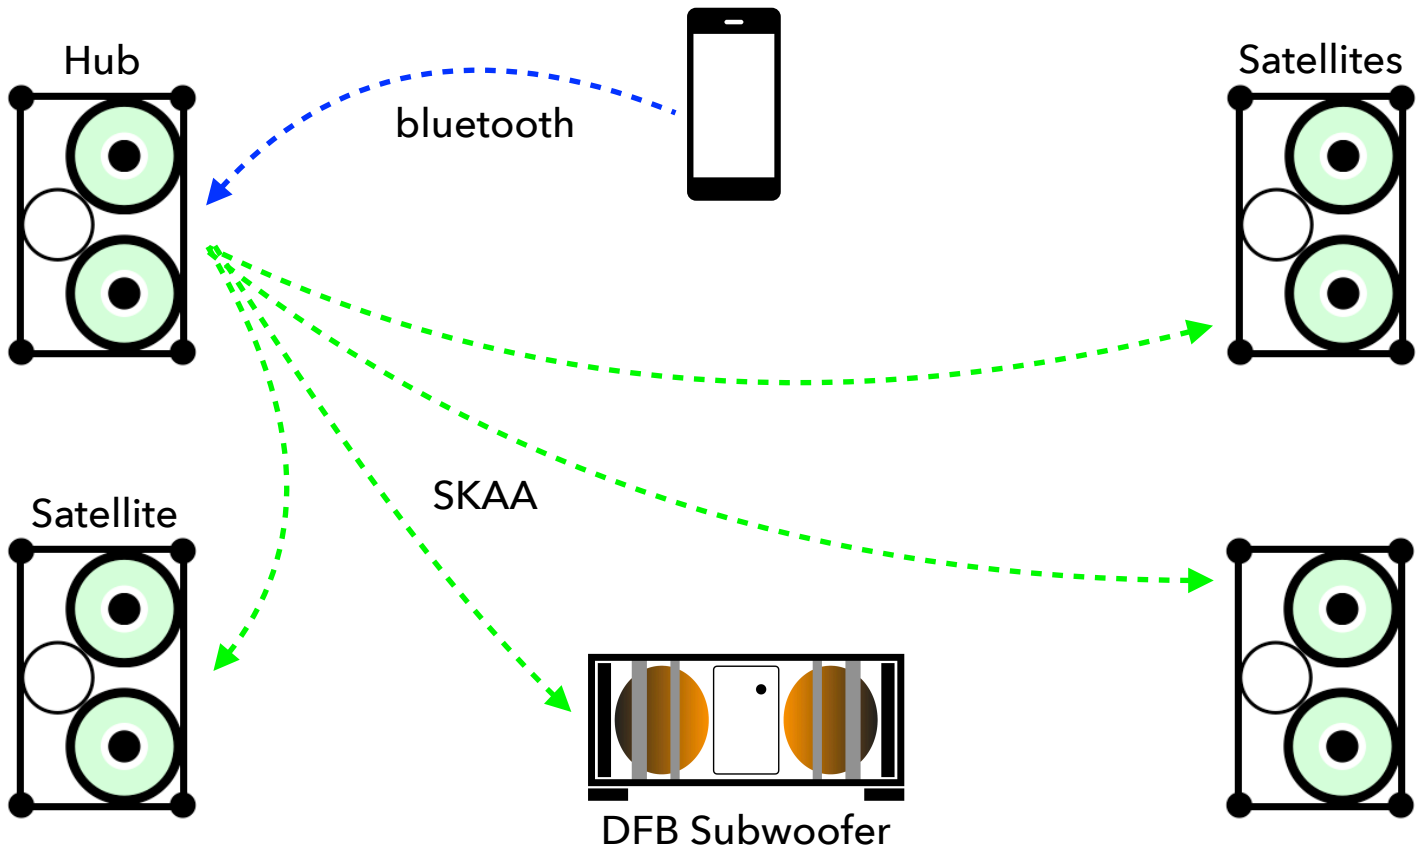 Hub
Satellites
bluetooth
SKAA
Satellite
DFB Subwoofer